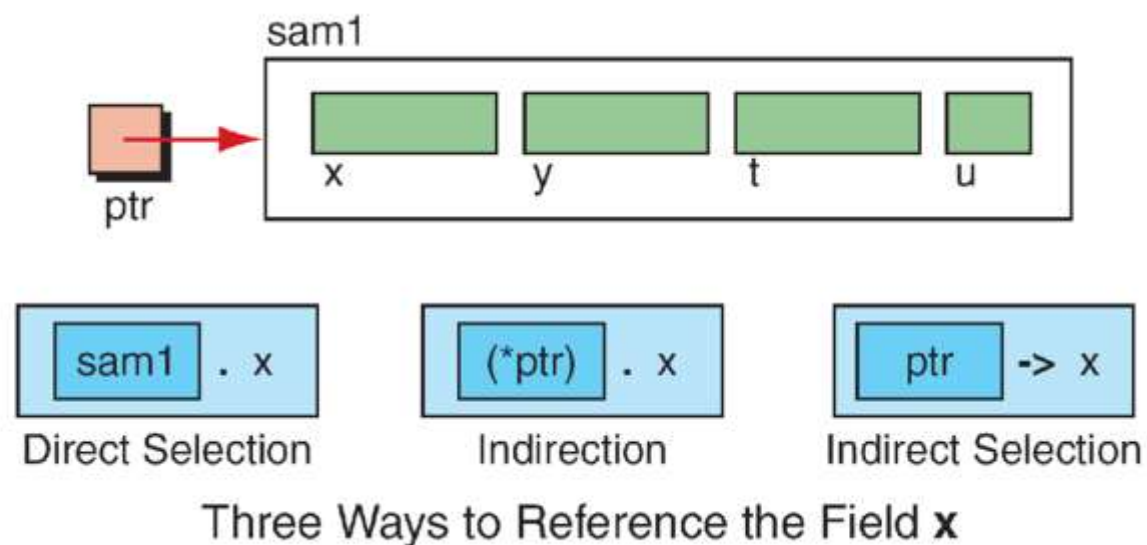 sam1
x y t u
ptr
sam1 . x
(*ptr) . x
ptr -> x
Direct Selection
Indirection
Indirect Selection
Three Ways to Reference the Field x